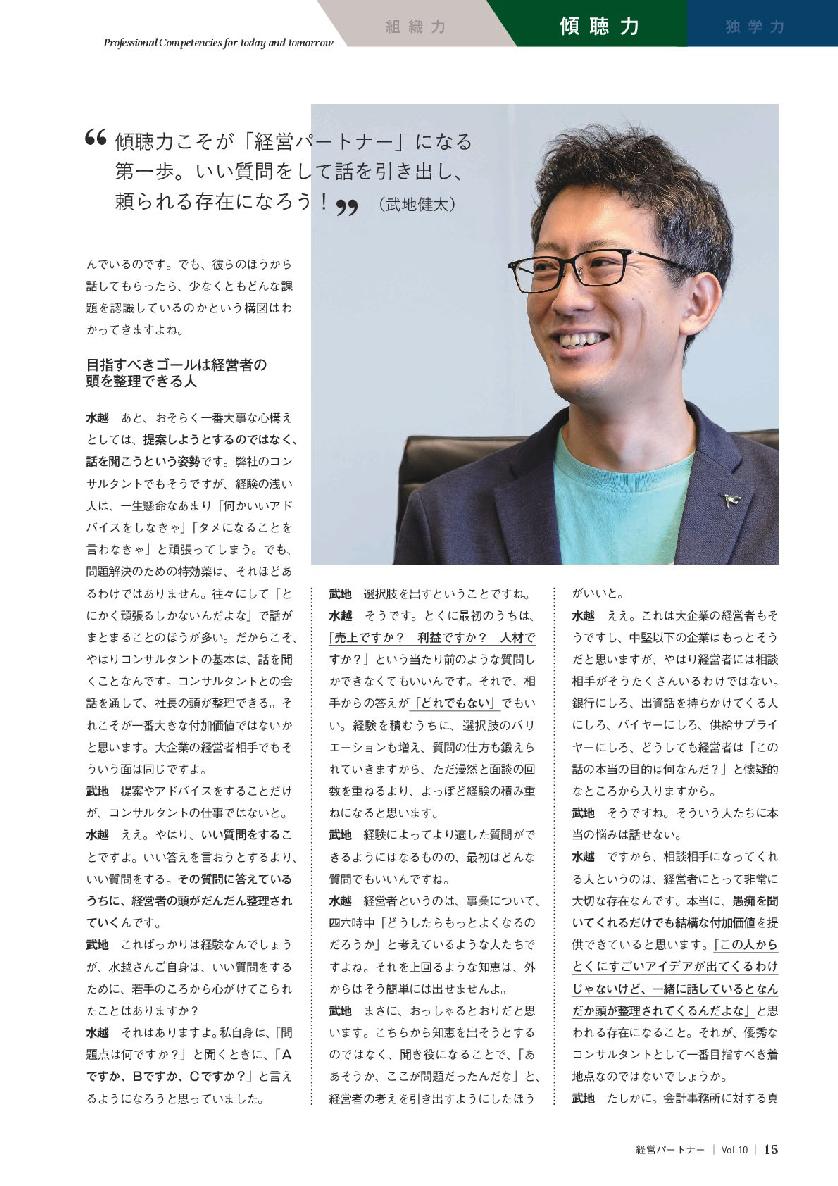 Professional Competencies for today and tomorrow
組織力
傾聴力
独学力
“傾聴力こそが「経営パートナー」になる
第一歩。いい質問をして話を引き出し、
頼られる存在になろう！” （武地健太）
んでいるのです。でも、彼らのほうから
話してもらったら、少なくともどんな課
題を認識しているのかという構図はわ
かってきますよね。
目指すべきゴールは経営者の
頭を整理できる人
水越　あと、おそらく一番大事な心構え
としては、提案しようとするのではなく、
話を聞こうという姿勢です。弊社のコン
サルタントでもそうですが、経験の浅い
人は、一生懸命なあまり「何かいいアド
バイスをしなきゃ」「タメになることを
言わなきゃ」と頑張ってしまう。でも、
問題解決のための特効薬は、それほどあ
るわけではありません。往々にして「と
にかく頑張るしかないんだよな」で話が
まとまることのほうが多い。だからこそ、
やはりコンサルタントの基本は、話を聞
くことなんです。コンサルタントとの会
話を通して、社長の頭が整理できる。そ
れこそが一番大きな付加価値ではないか
と思います。大企業の経営者相手でもそ
ういう面は同じですよ。
武地　提案やアドバイスをすることだけ
が、コンサルタントの仕事ではないと。
水越　ええ。やはり、いい質問をするこ
とですよ。いい答えを言おうとするより、
いい質問をする。その質問に答えている
うちに、経営者の頭がだんだん整理され
ていくんです。
武地　こればっかりは経験なんでしょう
が、水越さんご自身は、いい質問をする
ために、若手のころから心がけてこられ
たことはありますか？
水越　それはありますよ。私自身は、「問
題点は何ですか？」と聞くときに、「A
ですか、Bですか、Cですか？」と言え
るようになろうと思っていました。
武地　選択肢を出すということですね。
水越　そうです。とくに最初のうちは、
「売上ですか？　利益ですか？　人材で
すか？」という当たり前のような質問し
かできなくてもいいんです。それで、相
手からの答えが「どれでもない」でもい
い。経験を積むうちに、選択肢のバリ
エーションも増え、質問の仕方も鍛えら
れていきますから、ただ漫然と面談の回
数を重ねるより、よっぽど経験の積み重
ねになると思います。
武地　経験によってより適した質問がで
きるようにはなるものの、最初はどんな
質問でもいいんですね。
水越　経営者というのは、事業について、
四六時中「どうしたらもっとよくなるの
だろうか」と考えているような人たちで
すよね。それを上回るような知恵は、外
からはそう簡単には出せませんよ。
武地　まさに、おっしゃるとおりだと思
います。こちらから知恵を出そうとする
のではなく、聞き役になることで、「あ
あそうか、ここが問題だったんだな」と、
経営者の考えを引き出すようにしたほう
がいいと。
水越　ええ。これは大企業の経営者もそ
うですし、中堅以下の企業はもっとそう
だと思いますが、やはり経営者には相談
相手がそうたくさんいるわけではない。
銀行にしろ、出資話を持ちかけてくる人
にしろ、バイヤーにしろ、供給サプライ
ヤーにしろ、どうしても経営者は「この
話の本当の目的は何なんだ？」と懐疑的
なところから入りますから。
武地　そうですね。そういう人たちに本
当の悩みは話せない。
水越　ですから、相談相手になってくれ
る人というのは、経営者にとって非常に
大切な存在なんです。本当に、愚痴を聞
いてくれるだけでも結構な付加価値を提
供できていると思います。「この人から
とくにすごいアイデアが出てくるわけ
じゃないけど、一緒に話しているとなん
だか頭が整理されてくるんだよな」と思
われる存在になること。それが、優秀な
コンサルタントとして一番目指すべき着
地点なのではないでしょうか。
武地　たしかに。会計事務所に対する真
経営パートナー | Vol.10 | 15